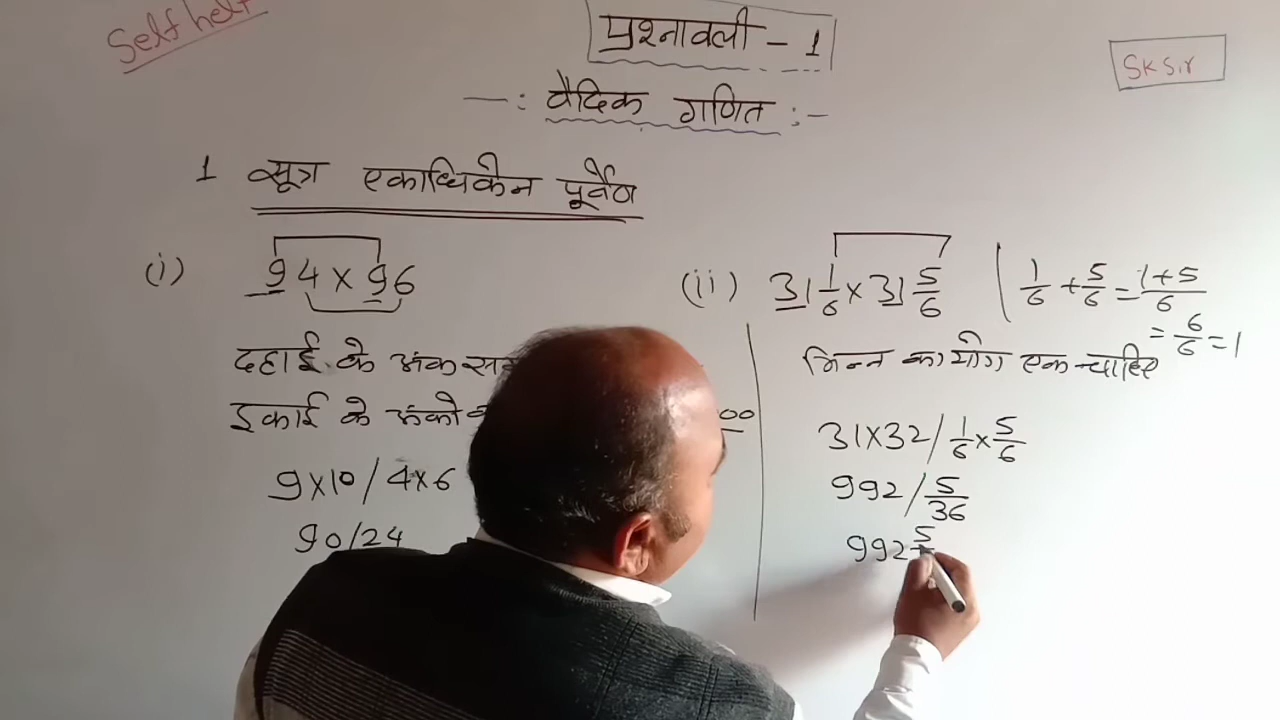 Self help
प्रश्नावली - 1
SK Sir
-: वैदिक गणित :-
1 सूत्र एकाधिकेन पूर्वेण
(i) 94 × 96
दहाई के अंक
इकाई के अंको
00
9×10 / 4×6
90/24
(ii) 31 1/6 × 31 5/6
1/6 + 5/6 = 1+5/6
= 6/6 = 1
भिन्न का योग एक चाहिए
31×32 / 1/6 × 5/6
992 / 5/36
992 5